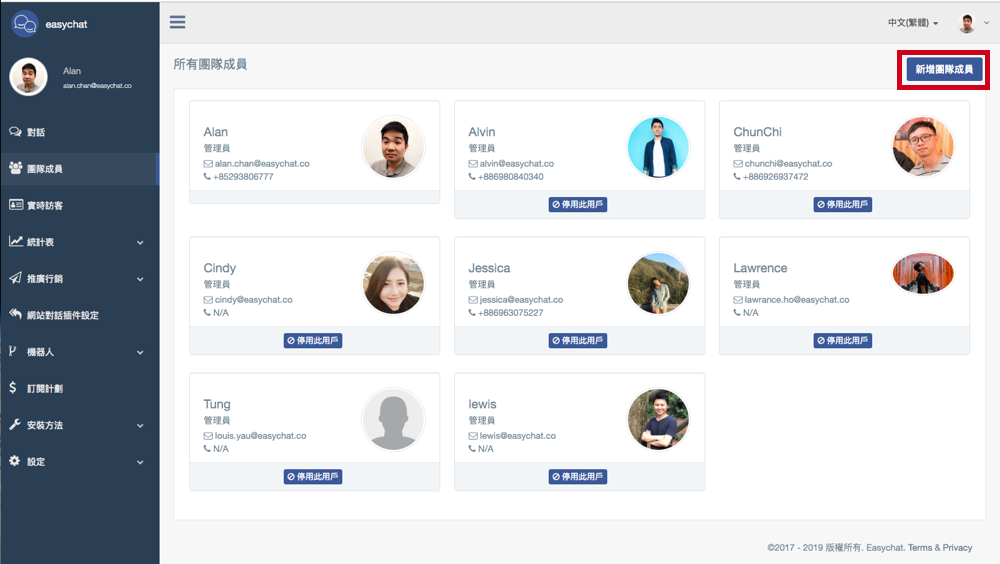 easychat
中文(繁體)
Alan
alan.chan@easychat.co
對話
團隊成員
實時訪客
統計表
推廣行銷
網站對話插件設定
機器人
訂閱計劃
安裝方法
設定
所有團隊成員
新增團隊成員
Alan
管理員
alan.chan@easychat.co
+85293806777
Alvin
管理員
alvin@easychat.co
+886980840340
停用此用戶
ChunChi
管理員
chunchi@easychat.co
+886926937472
停用此用戶
Cindy
管理員
cindy@easychat.co
N/A
停用此用戶
Jessica
管理員
jessica@easychat.co
+886963075227
停用此用戶
Lawrence
管理員
lawrance.ho@easychat.co
N/A
停用此用戶
Tung
管理員
louis.yau@easychat.co
N/A
停用此用戶
lewis
管理員
lewis@easychat.co
N/A
停用此用戶
©2017 - 2019 版權所有. Easychat. Terms & Privacy